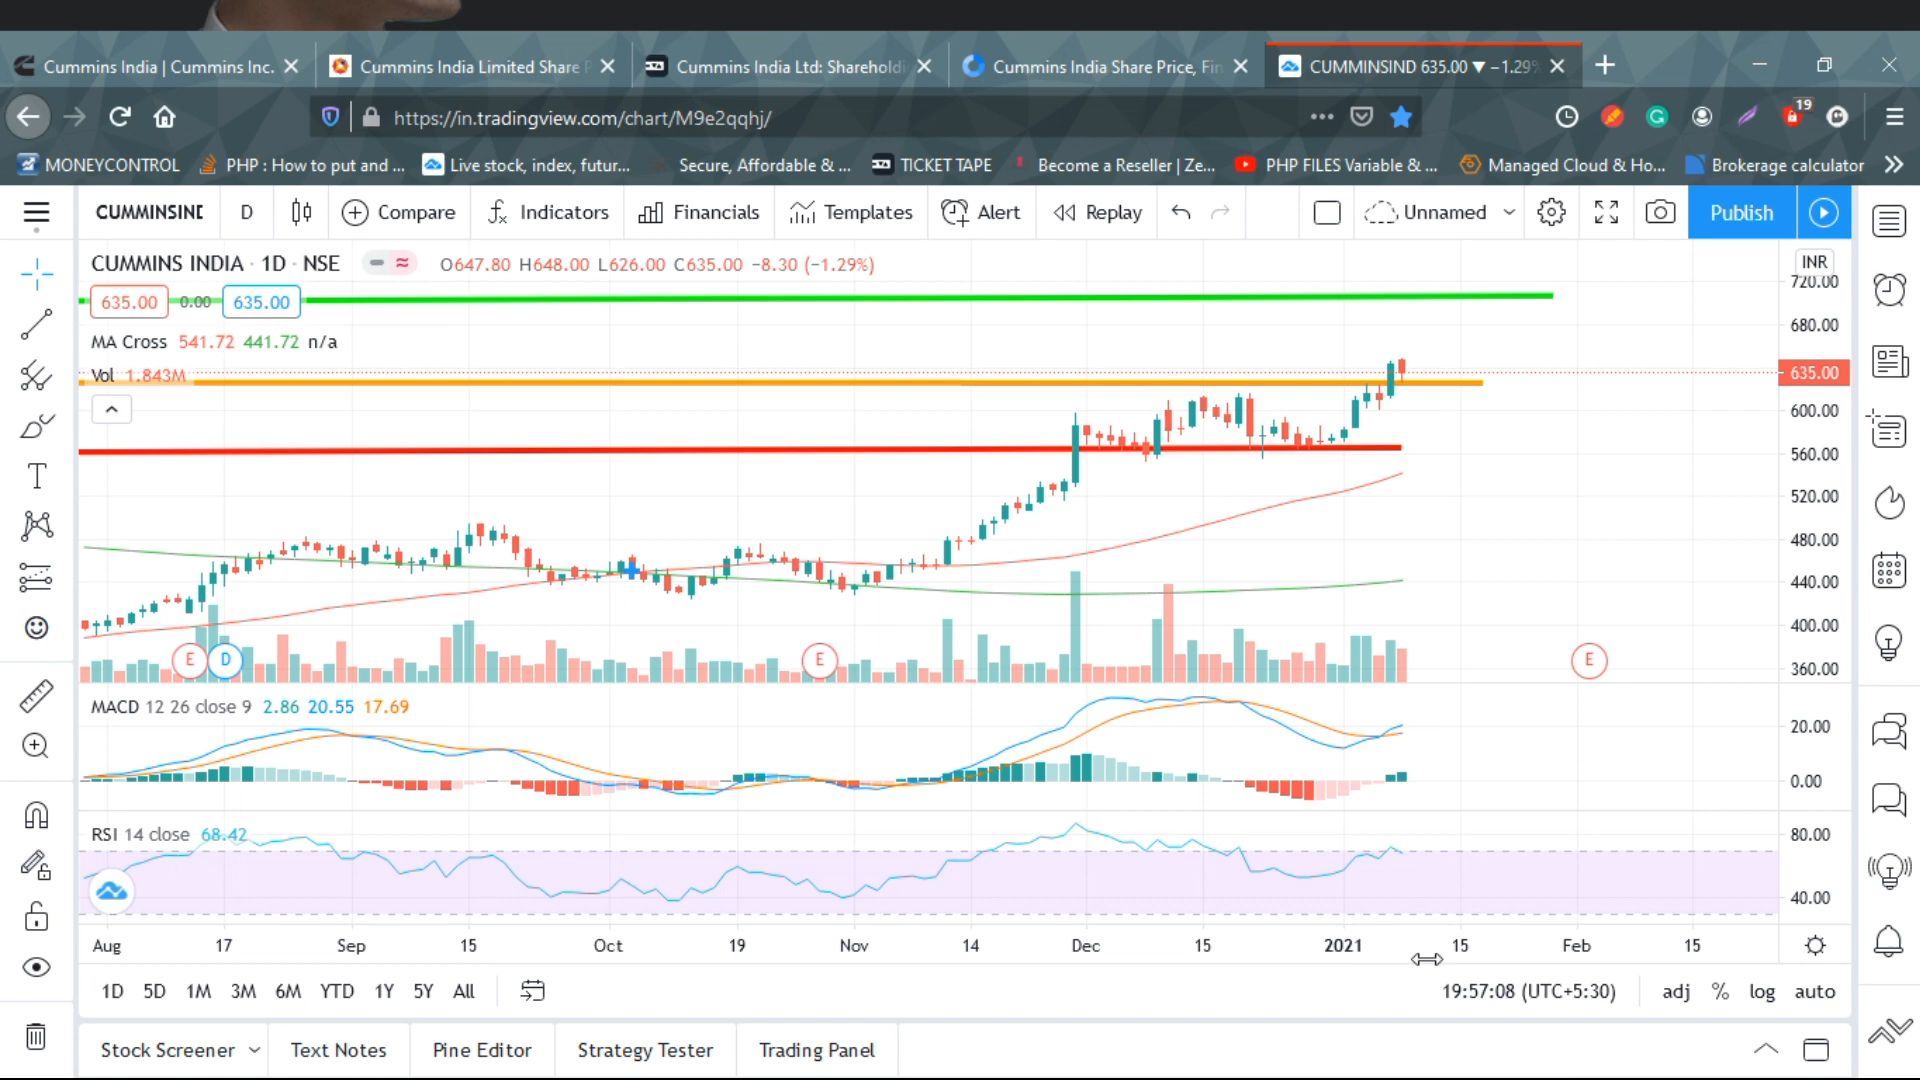 Cummins India | Cummins Inc.
Cummins India Limited Share P
Cummins India Ltd: Shareholdi
Cummins India Share Price, Fin
CUMMINSIND 635.00 ▼ −1.29%
https://in.tradingview.com/chart/M9e2qqhj/
19
MONEYCONTROL
PHP : How to put and ...
Live stock, index, futur...
Secure, Affordable & ...
TICKET TAPE
Become a Reseller | Ze...
PHP FILES Variable & ...
Managed Cloud & Ho...
Brokerage calculator
CUMMINSIND
D
Compare
Indicators
Financials
Templates
Alert
Replay
Unnamed
Publish
CUMMINS INDIA · 1D · NSE
O647.80 H648.00 L626.00 C635.00 −8.30 (−1.29%)
INR
635.00 0.00 635.00
MA Cross 541.72 441.72 n/a
Vol 1.843M
720.00
680.00
635.00
600.00
560.00
520.00
480.00
440.00
400.00
360.00
E
D
E
E
MACD 12 26 close 9 2.86 20.55 17.69
20.00
0.00
RSI 14 close 68.42
80.00
40.00
Aug 17 Sep 15 Oct 19 Nov 14 Dec 15 2021 15 Feb 15
1D 5D 1M 3M 6M YTD 1Y 5Y All
19:57:08 (UTC+5:30)
adj % log auto
Stock Screener
Text Notes
Pine Editor
Strategy Tester
Trading Panel